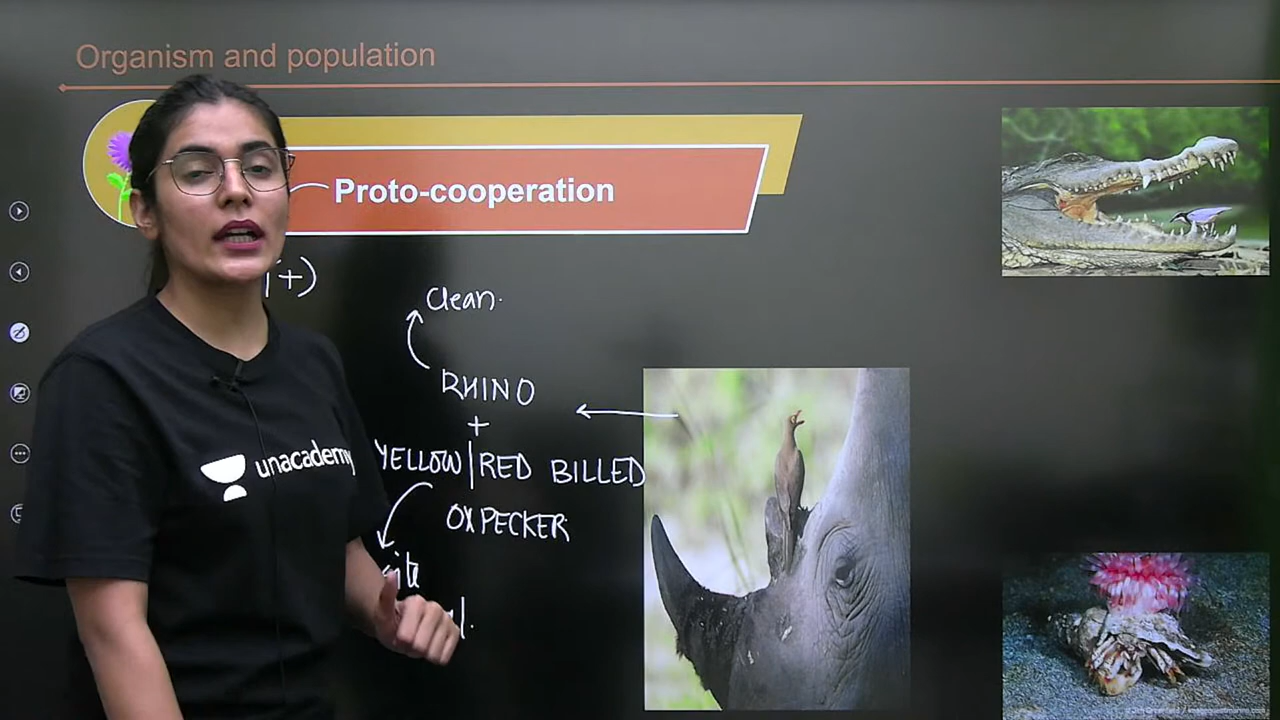 Organism and population
Proto-cooperation
(+)
Clean.
RHINO
+
YELLOW|RED BILLED
OXPECKER
unacademy